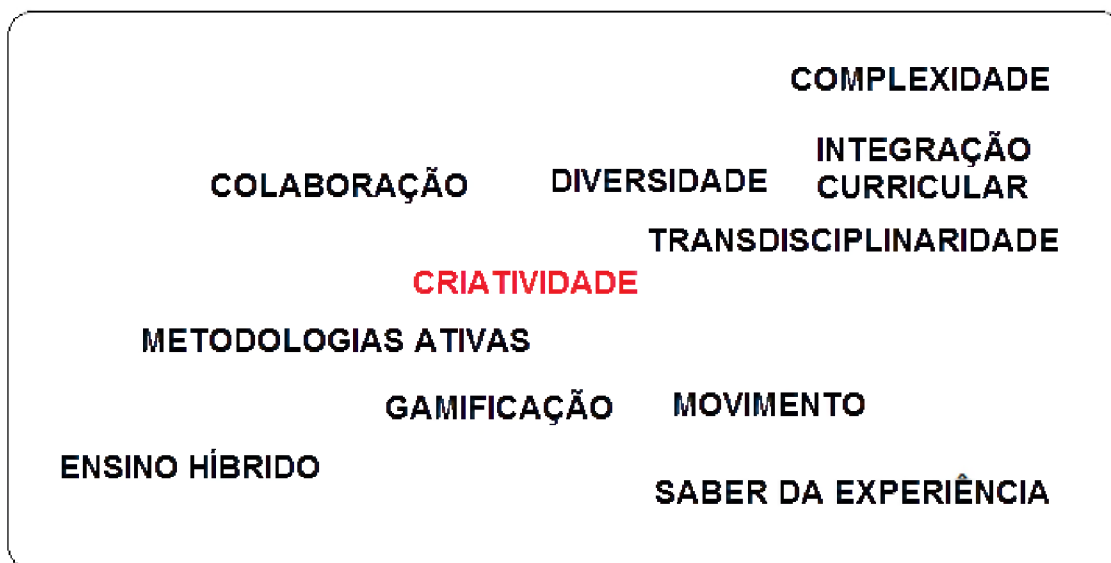 COMPLEXIDADE
INTEGRAÇÃO
CURRICULAR
COLABORAÇÃO
DIVERSIDADE
TRANSDISCIPLINARIDADE
CRIATIVIDADE
METODOLOGIAS ATIVAS
GAMIFICAÇÃO
MOVIMENTO
ENSINO HÍBRIDO
SABER DA EXPERIÊNCIA